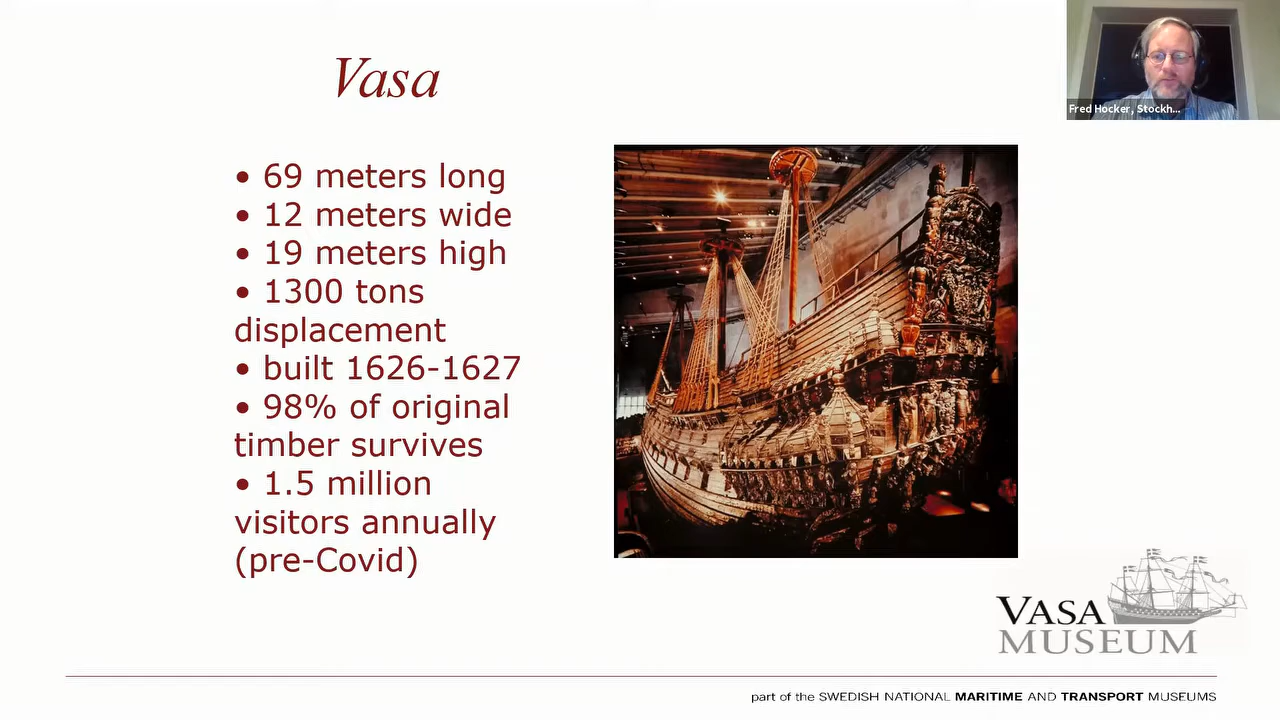 Vasa
• 69 meters long
• 12 meters wide
• 19 meters high
• 1300 tons
displacement
• built 1626-1627
• 98% of original
timber survives
• 1.5 million
visitors annually
(pre-Covid)
Fred Hocker, Stockh...
VASA
MUSEUM
part of the SWEDISH NATIONAL MARITIME AND TRANSPORT MUSEUMS